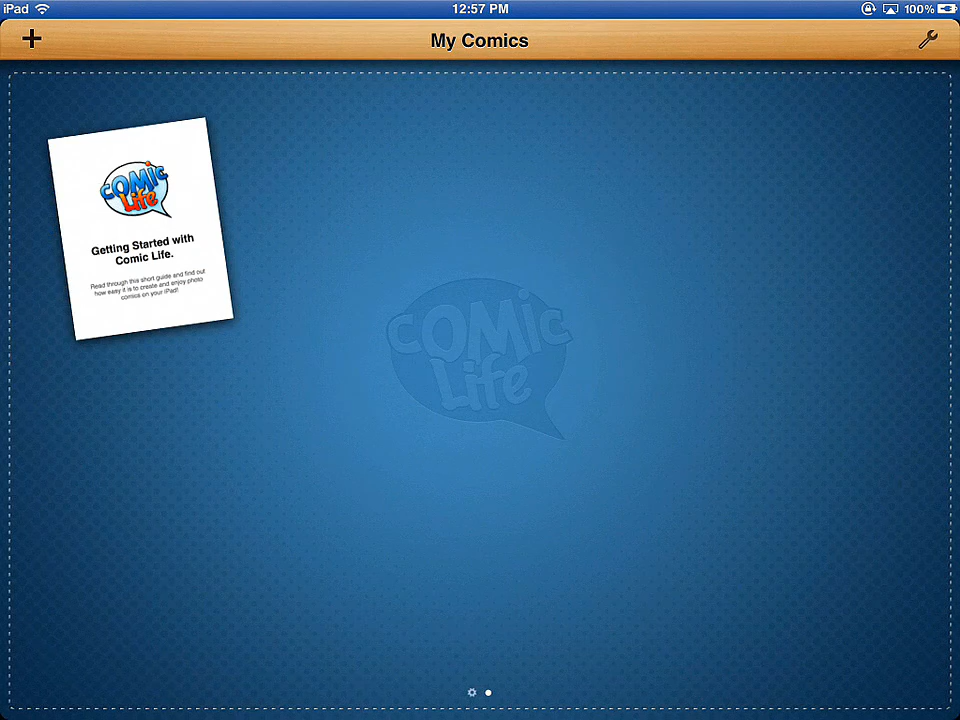 iPad 12:57 PM 100%
+ My Comics
COMiC
Life
Getting Started with
Comic Life.
Read through this short guide and find out
how easy it is to create and enjoy photo
comics on your iPad!
COMiC
Life